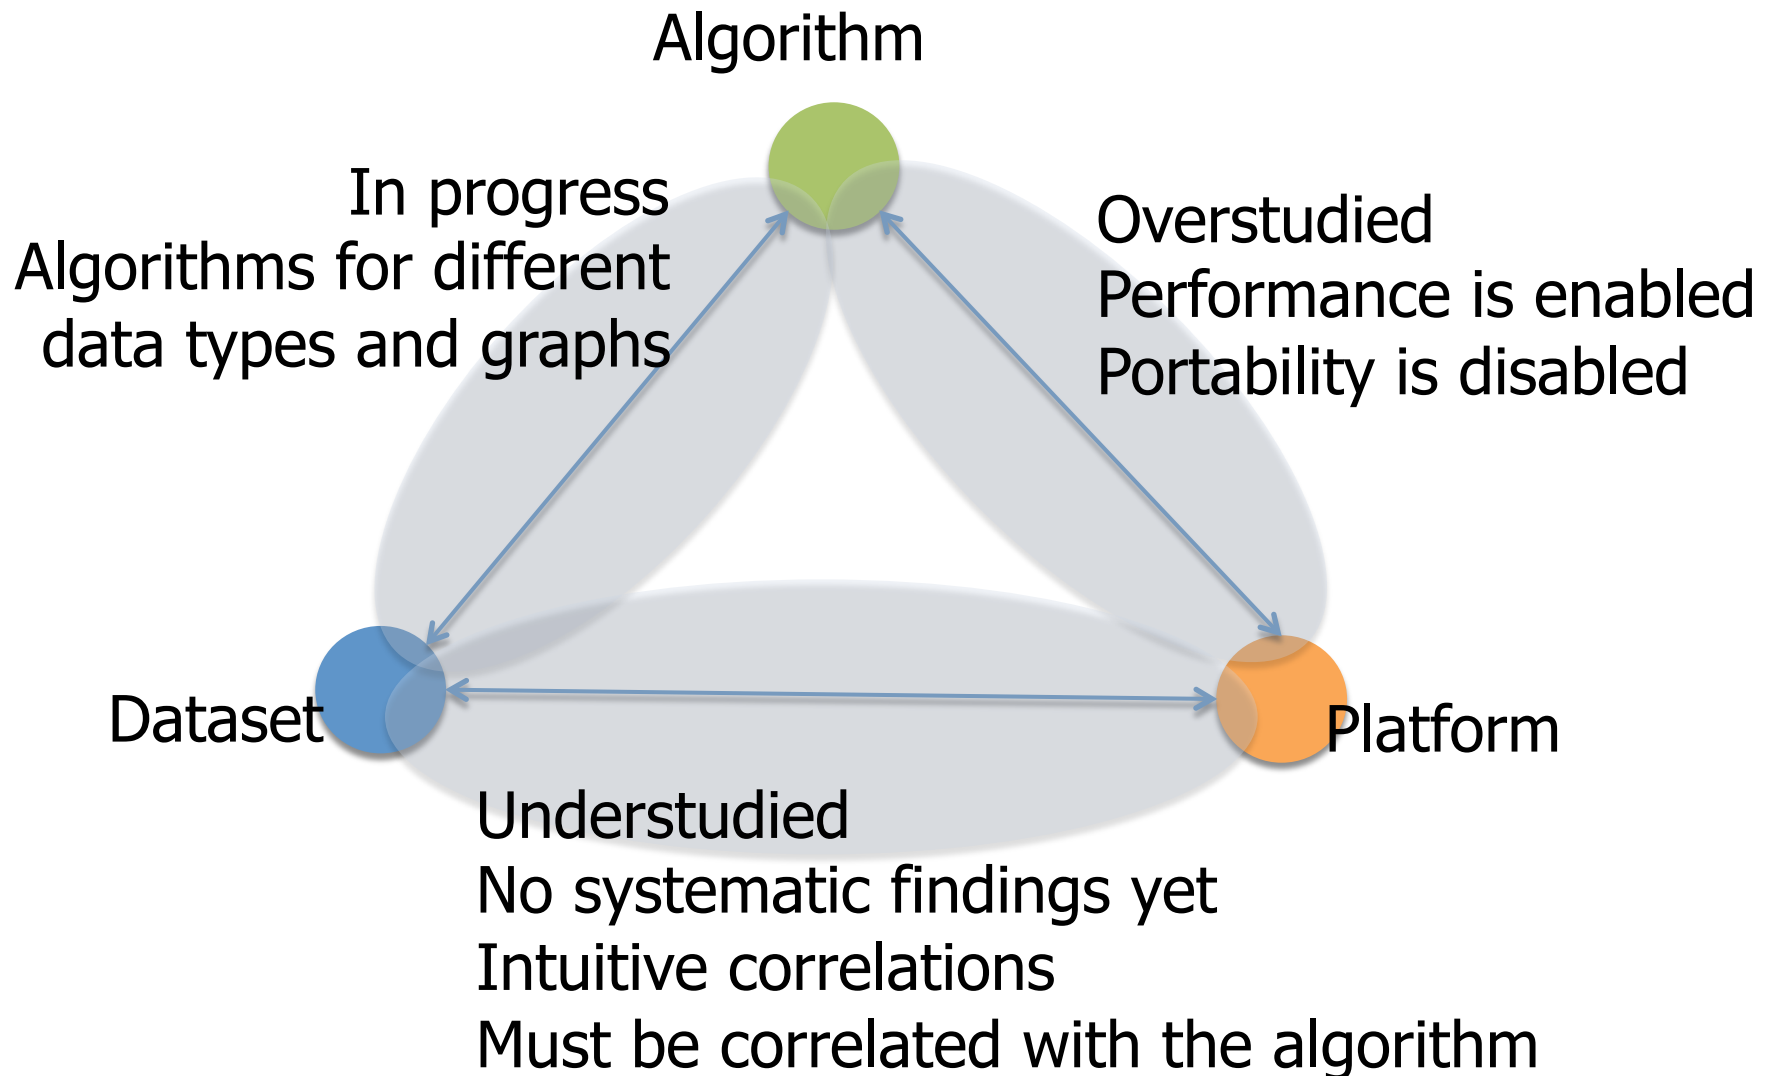 Algorithm
In progress
Algorithms for different
data types and graphs
Overstudied
Performance is enabled
Portability is disabled
Dataset
Platform
Understudied
No systematic findings yet
Intuitive correlations
Must be correlated with the algorithm